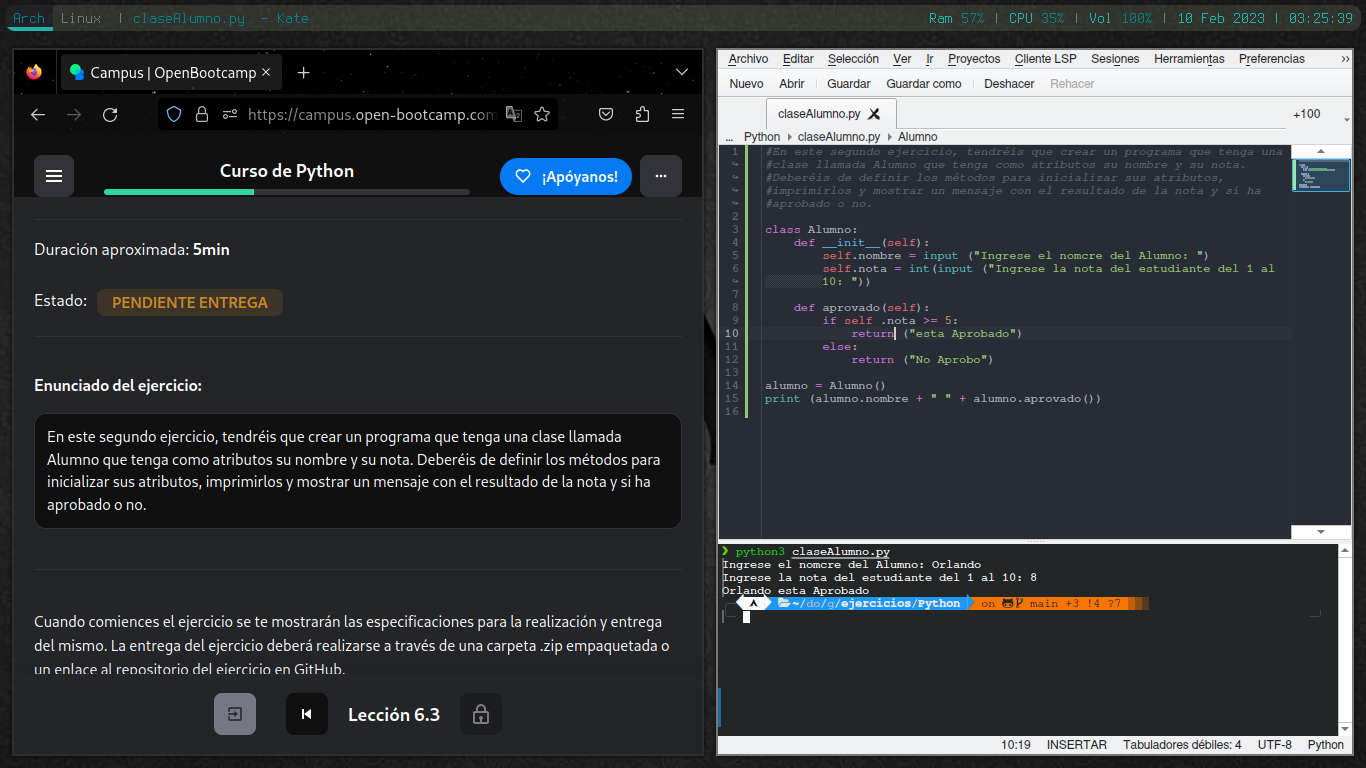 Arch Linux | claseAlumno.py – Kate
Ram 57% | CPU 35% | Vol 100% | 10 Feb 2023 | 03:25:39
Campus | OpenBootcamp
https://campus.open-bootcamp.com
Curso de Python
¡Apóyanos!
Duración aproximada: 5min
Estado: PENDIENTE ENTREGA
Enunciado del ejercicio:
En este segundo ejercicio, tendréis que crear un programa que tenga una clase llamada
Alumno que tenga como atributos su nombre y su nota. Deberéis de definir los métodos para
inicializar sus atributos, imprimirlos y mostrar un mensaje con el resultado de la nota y si ha
aprobado o no.
Cuando comiences el ejercicio se te mostrarán las especificaciones para la realización y entrega
del mismo. La entrega del ejercicio deberá realizarse a través de una carpeta .zip empaquetada o
un enlace al repositorio del ejercicio en GitHub.
Lección 6.3
Archivo Editar Selección Ver Ir Proyectos Cliente LSP Sesiones Herramientas Preferencias
Nuevo Abrir Guardar Guardar como Deshacer Rehacer
claseAlumno.py
+100
... Python claseAlumno.py Alumno
1 #En este segundo ejercicio, tendréis que crear un programa que tenga una
#clase llamada Alumno que tenga como atributos su nombre y su nota.
#Deberéis de definir los métodos para inicializar sus atributos,
#imprimirlos y mostrar un mensaje con el resultado de la nota y si ha
#aprobado o no.
2
3 class Alumno:
4 def __init__(self):
5 self.nombre = input ("Ingrese el nomcre del Alumno: ")
6 self.nota = int(input ("Ingrese la nota del estudiante del 1 al
10: "))
7
8 def aprovado(self):
9 if self .nota >= 5:
10 return ("esta Aprobado")
11 else:
12 return ("No Aprobo")
13
14 alumno = Alumno()
15 print (alumno.nombre + " " + alumno.aprovado())
16
❯ python3 claseAlumno.py
Ingrese el nomcre del Alumno: Orlando
Ingrese la nota del estudiante del 1 al 10: 8
Orlando esta Aprobado
~/do/g/ejercicios/Python on main +3 !4 ?7
10:19 INSERTAR Tabuladores débiles: 4 UTF-8 Python